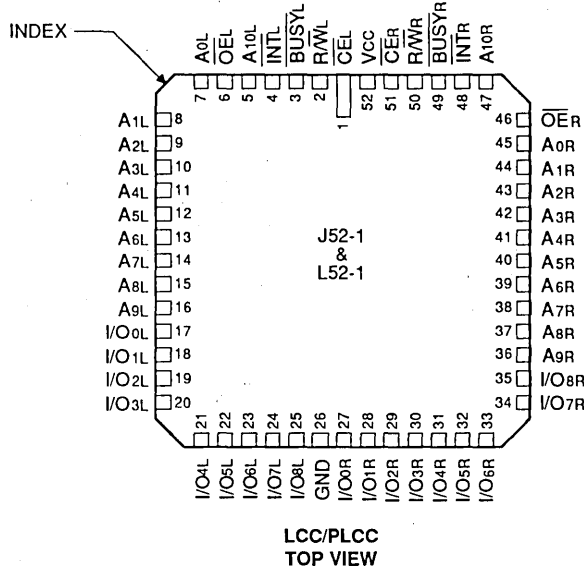 INDEX
A0L
OEL
A10L
INTL
BUSYL
R/WL
CEL
VCC
CER
R/WR
BUSYR
INTR
A10R
7 6 5 4 3 2 1 52 51 50 49 48 47
A1L 8
A2L 9
A3L 10
A4L 11
A5L 12
A6L 13
A7L 14
A8L 15
A9L 16
I/O0L 17
I/O1L 18
I/O2L 19
I/O3L 20
J52-1
&
L52-1
46 OER
45 A0R
44 A1R
43 A2R
42 A3R
41 A4R
40 A5R
39 A6R
38 A7R
37 A8R
36 A9R
35 I/O8R
34 I/O7R
21 22 23 24 25 26 27 28 29 30 31 32 33
I/O4L
I/O5L
I/O6L
I/O7L
I/O8L
GND
I/O0R
I/O1R
I/O2R
I/O3R
I/O4R
I/O5R
I/O6R
LCC/PLCC
TOP VIEW